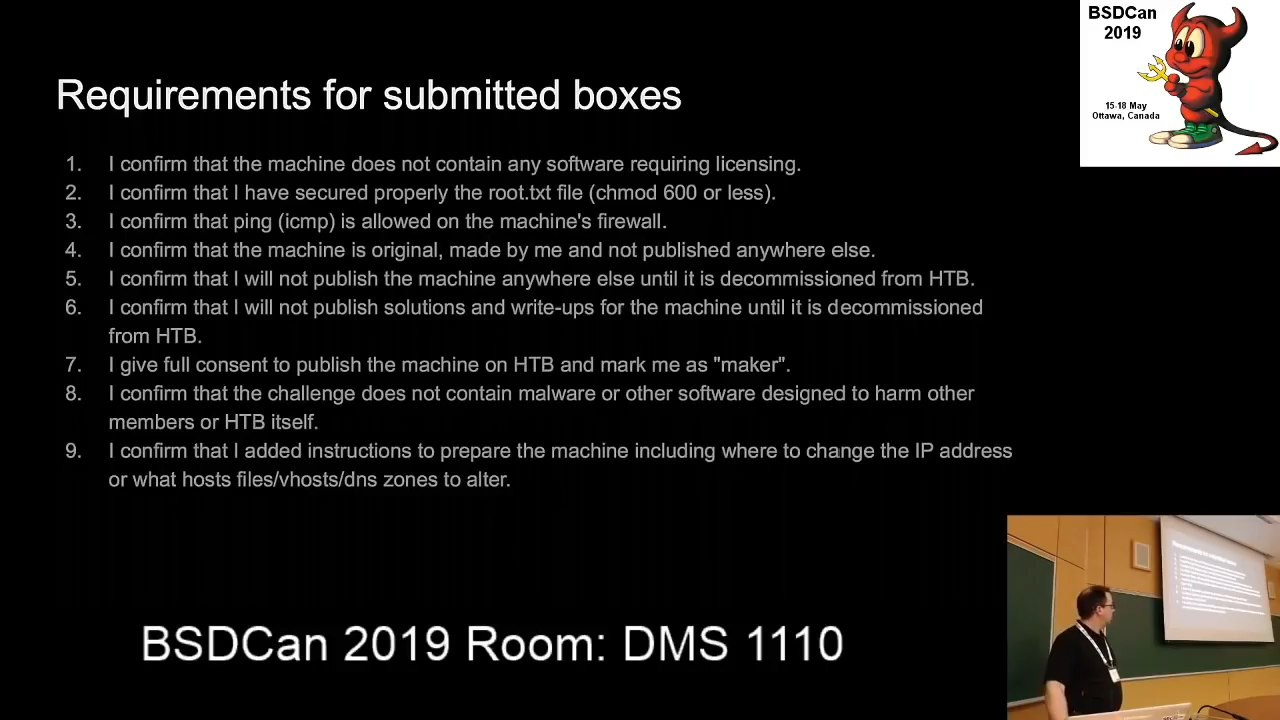 BSDCan
2019
15-18 May
Ottawa, Canada
Requirements for submitted boxes
1. I confirm that the machine does not contain any software requiring licensing.
2. I confirm that I have secured properly the root.txt file (chmod 600 or less).
3. I confirm that ping (icmp) is allowed on the machine's firewall.
4. I confirm that the machine is original, made by me and not published anywhere else.
5. I confirm that I will not publish the machine anywhere else until it is decommissioned from HTB.
6. I confirm that I will not publish solutions and write-ups for the machine until it is decommissioned
from HTB.
7. I give full consent to publish the machine on HTB and mark me as "maker".
8. I confirm that the challenge does not contain malware or other software designed to harm other
members or HTB itself.
9. I confirm that I added instructions to prepare the machine including where to change the IP address
or what hosts files/vhosts/dns zones to alter.
BSDCan 2019 Room: DMS 1110